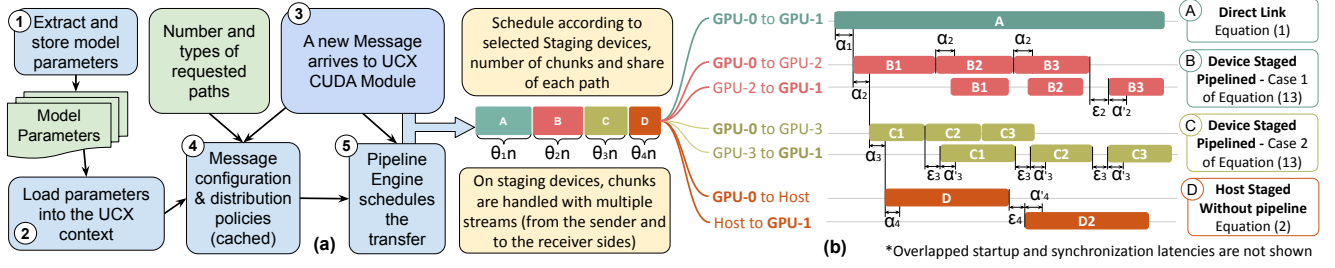 1
Extract and
store model
parameters
Model
Parameters
Load parameters
into the UCX
context
2
Number and
types of
requested
paths
3
A new Message
arrives to UCX
CUDA Module
4
Message
configuration
& distribution
policies
(cached)
5
Pipeline
Engine
schedules
the
transfer
(a)
Schedule according to
selected Staging devices,
number of chunks and share
of each path
A B C D
θ₁n θ₂n θ₃n θ₄n
On staging devices, chunks
are handled with multiple
streams (from the sender and
to the receiver sides)
GPU-0 to GPU-1
A
α₁
GPU-0 to GPU-2
α₂ α₂
B1 B2 B3
GPU-2 to GPU-1
B1 B2 B3
α₂ ε₂ α'₂
GPU-0 to GPU-3
C1 C2 C3
GPU-3 to GPU-1
C1 C2 C3
α₃ ε₃ α'₃ ε₃ α'₃ ε₃ α'₃
GPU-0 to Host
D
α'₄
α₄ ε₄
Host to GPU-1
D2
(b)
*Overlapped startup and synchronization latencies are not shown
A
Direct Link
Equation (1)
B
Device Staged
Pipelined - Case 1
of Equation (13)
C
Device Staged
Pipelined - Case 2
of Equation (13)
D
Host Staged
Without pipeline
Equation (2)